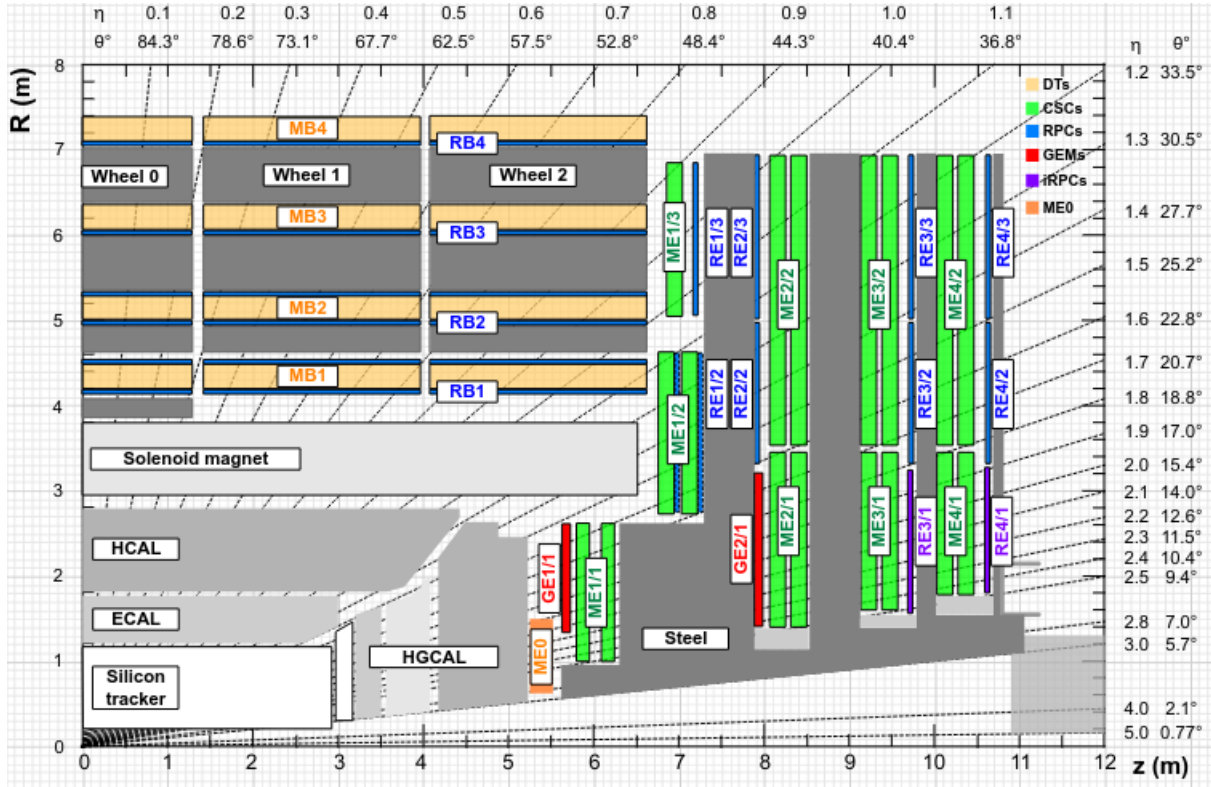 η 0.1 0.2 0.3 0.4 0.5 0.6 0.7 0.8 0.9 1.0 1.1
θ° 84.3° 78.6° 73.1° 67.7° 62.5° 57.5° 52.8° 48.4° 44.3° 40.4° 36.8° η θ°
R (m)
8
7
6
5
4
3
2
1
0
1.2 33.5°
1.3 30.5°
1.4 27.7°
1.5 25.2°
1.6 22.8°
1.7 20.7°
1.8 18.8°
1.9 17.0°
2.0 15.4°
2.1 14.0°
2.2 12.6°
2.3 11.5°
2.4 10.4°
2.5 9.4°
2.8 7.0°
3.0 5.7°
4.0 2.1°
5.0 0.77°
DTs
CSCs
RPCs
GEMs
iRPCs
ME0
MB4
RB4
Wheel 0
Wheel 1
Wheel 2
MB3
RB3
MB2
RB2
MB1
RB1
Solenoid magnet
HCAL
ECAL
HGCAL
Silicon
tracker
Steel
ME1/3
RE1/3
RE2/3
ME2/2
ME3/2
RE3/3
ME4/2
RE4/3
ME1/2
RE1/2
RE2/2
RE3/2
RE4/2
GE1/1
ME1/1
ME0
GE2/1
ME2/1
ME3/1
RE3/1
ME4/1
RE4/1
0 1 2 3 4 5 6 7 8 9 10 11 12
z (m)